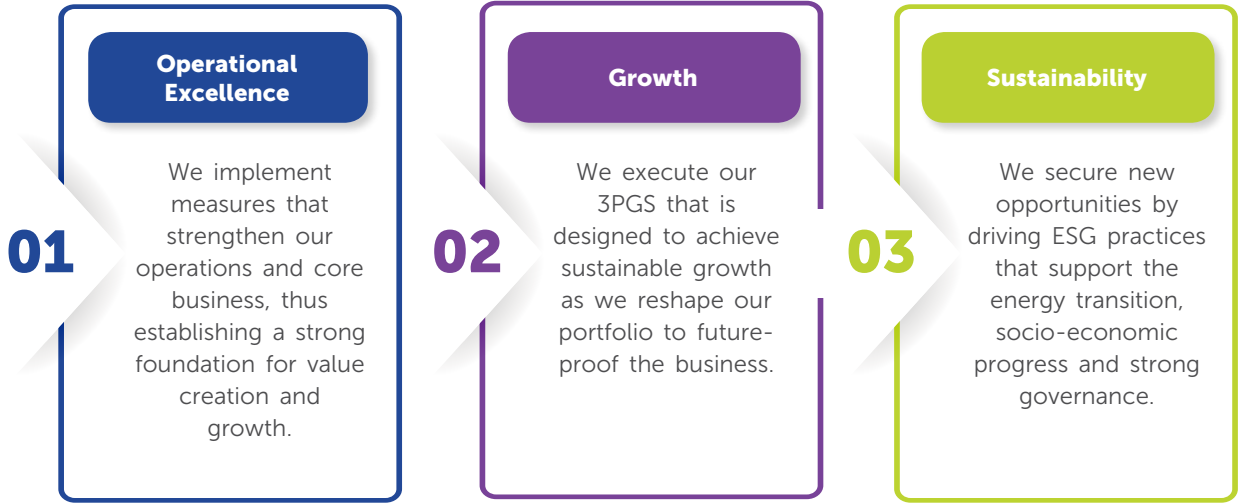 01
Operational
Excellence
We implement
measures that
strengthen our
operations and core
business, thus
establishing a strong
foundation for value
creation and
growth.
02
Growth
We execute our
3PGS that is
designed to achieve
sustainable growth
as we reshape our
portfolio to future-
proof the business.
03
Sustainability
We secure new
opportunities by
driving ESG practices
that support the
energy transition,
socio-economic
progress and strong
governance.